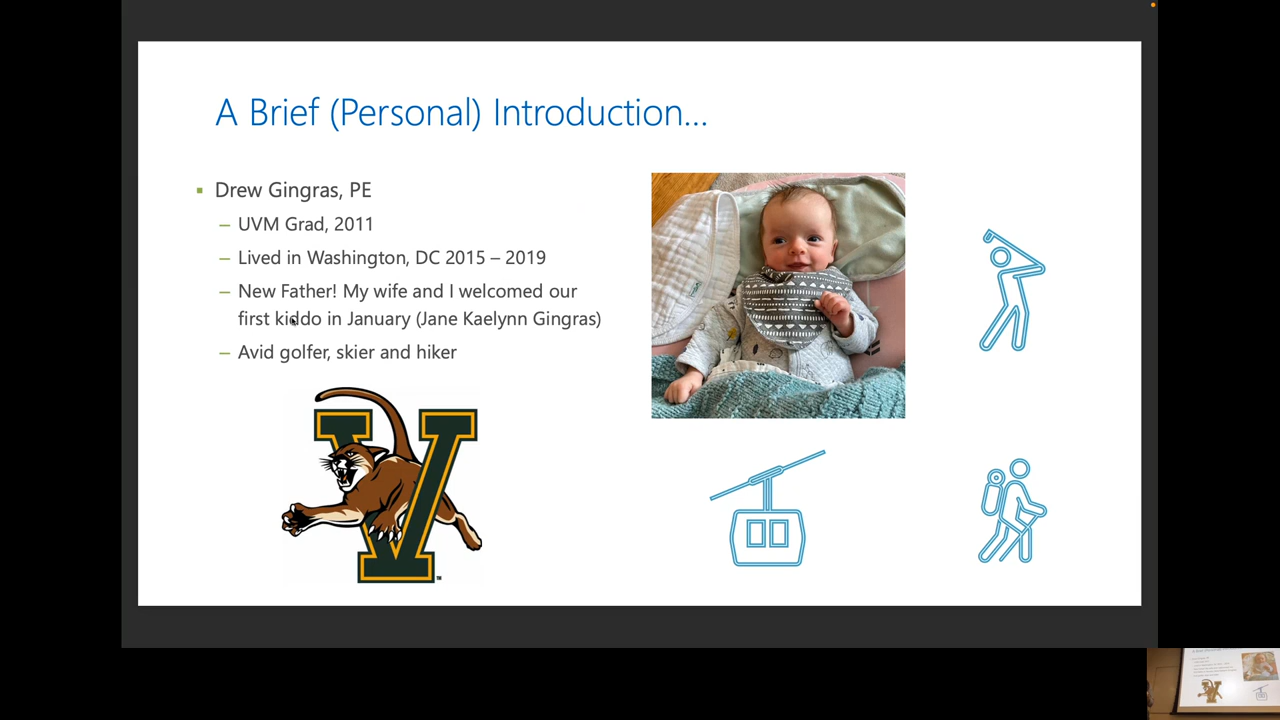 A Brief (Personal) Introduction...
Drew Gingras, PE
– UVM Grad, 2011
– Lived in Washington, DC 2015 – 2019
– New Father! My wife and I welcomed our
first kiddo in January (Jane Kaelynn Gingras)
– Avid golfer, skier and hiker
V
TM